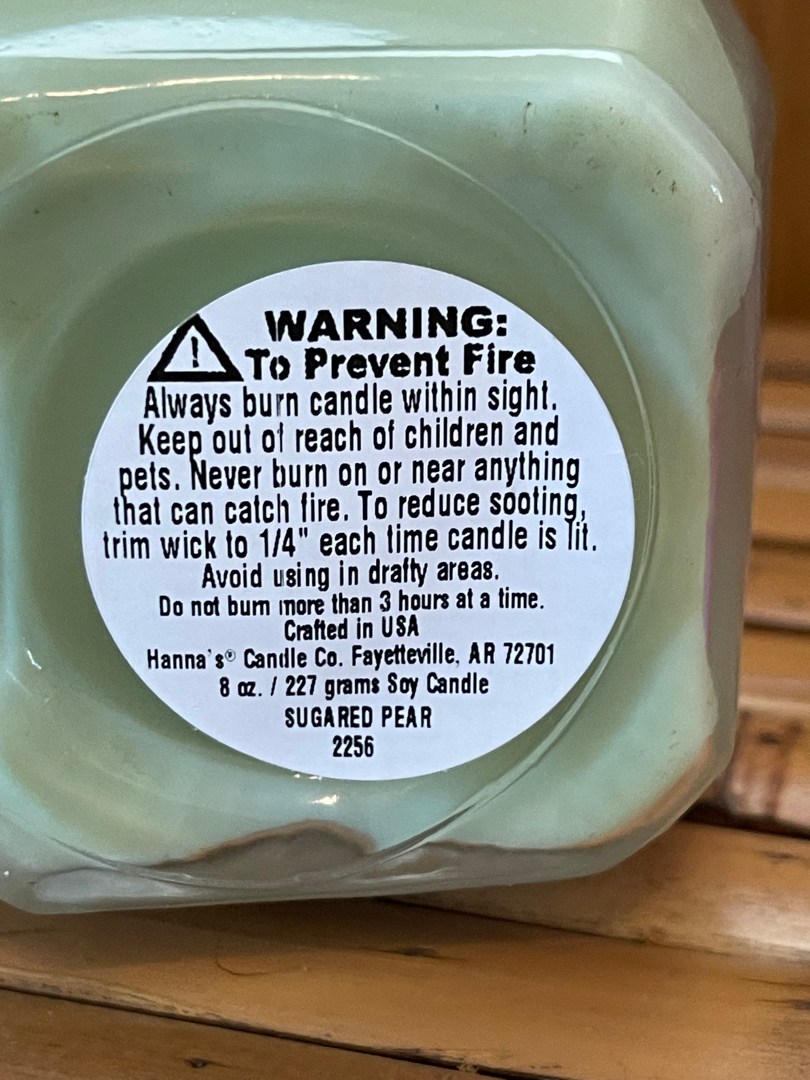 WARNING:
To Prevent Fire
Always burn candle within sight.
Keep out of reach of children and
pets. Never burn on or near anything
that can catch fire. To reduce sooting,
trim wick to 1/4" each time candle is lit.
Avoid using in drafty areas.
Do not burn more than 3 hours at a time.
Crafted in USA
Hanna's® Candle Co. Fayetteville, AR 72701
8 oz. / 227 grams Soy Candle
SUGARED PEAR
2256